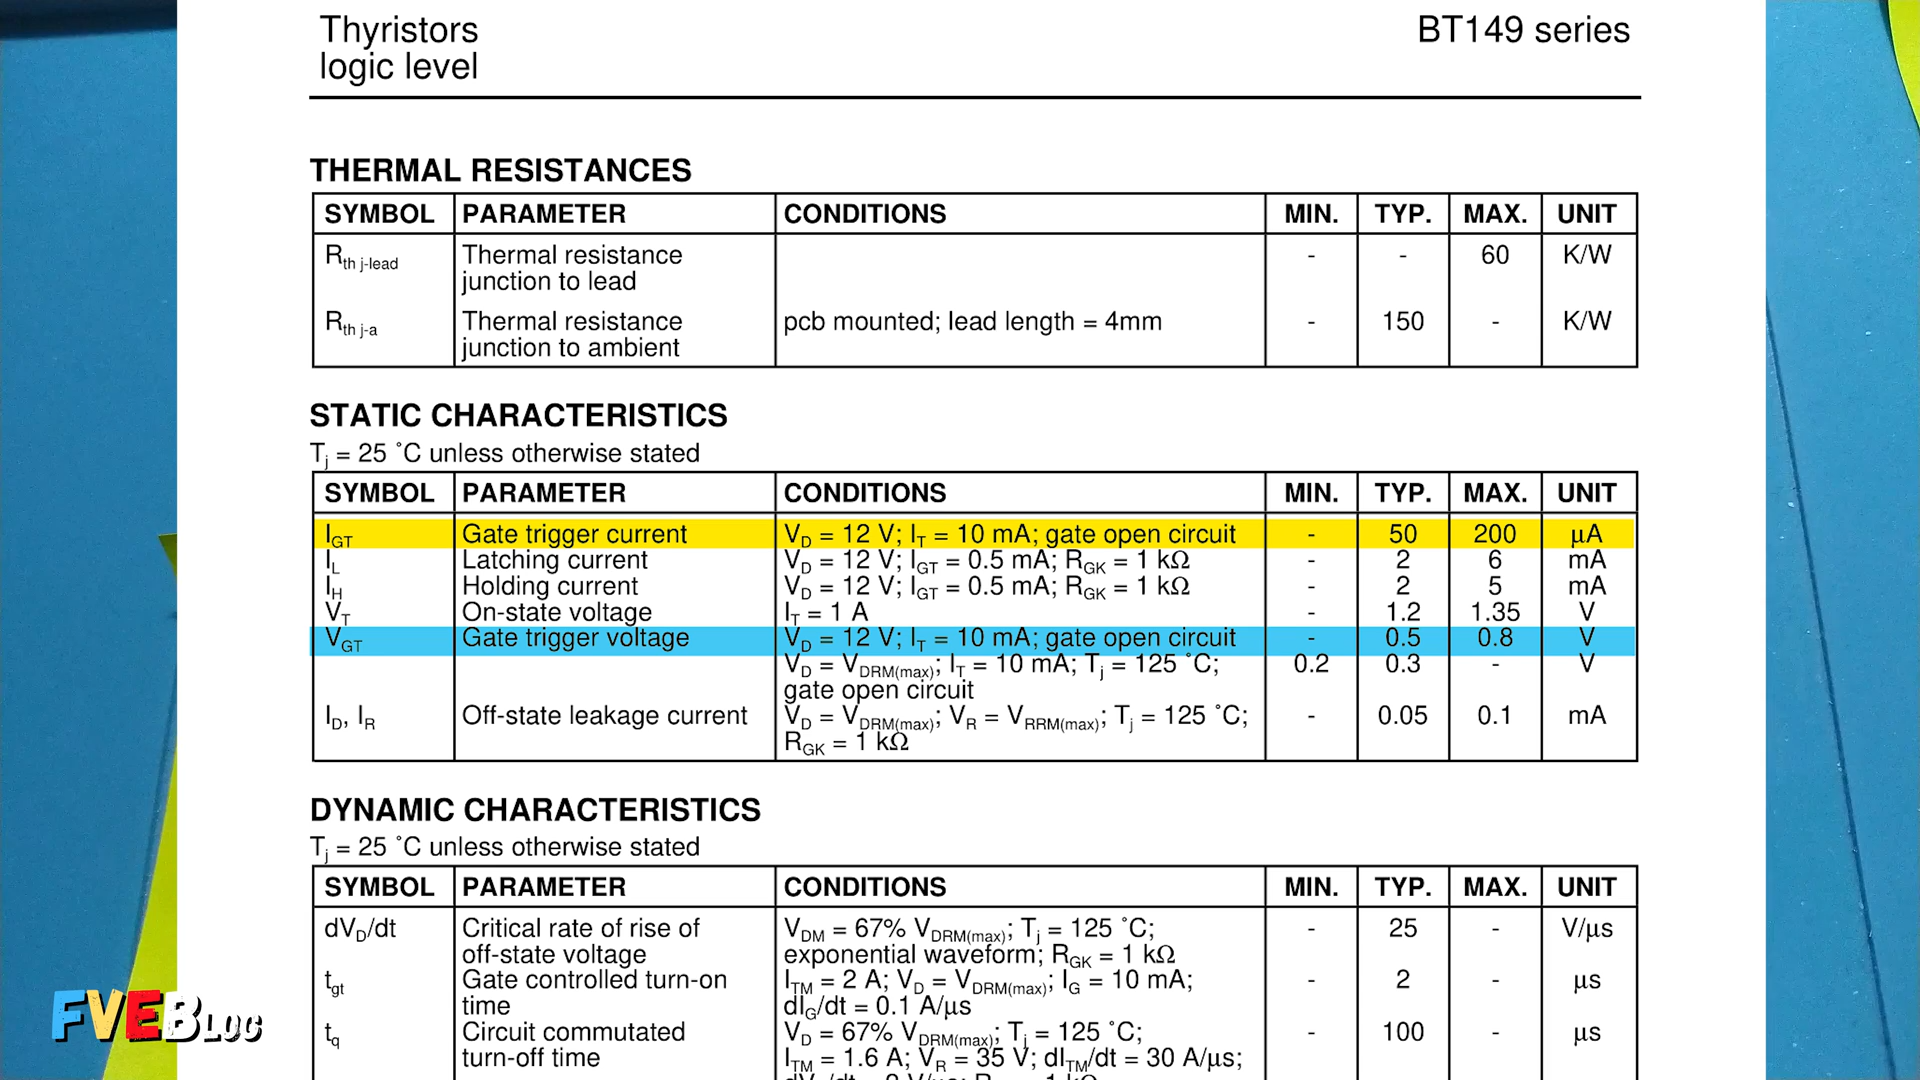 Thyristors BT149 series
logic level
THERMAL RESISTANCES
SYMBOL PARAMETER CONDITIONS MIN. TYP. MAX. UNIT
Rth j-lead Thermal resistance - - 60 K/W
junction to lead
Rth j-a Thermal resistance pcb mounted; lead length = 4mm - 150 - K/W
junction to ambient
STATIC CHARACTERISTICS
Tj = 25 ˚C unless otherwise stated
SYMBOL PARAMETER CONDITIONS MIN. TYP. MAX. UNIT
IGT Gate trigger current VD = 12 V; IT = 10 mA; gate open circuit - 50 200 μA
IL Latching current VD = 12 V; IGT = 0.5 mA; RGK = 1 kΩ - 2 6 mA
IH Holding current VD = 12 V; IGT = 0.5 mA; RGK = 1 kΩ - 2 5 mA
VT On-state voltage IT = 1 A - 1.2 1.35 V
VGT Gate trigger voltage VD = 12 V; IT = 10 mA; gate open circuit - 0.5 0.8 V
VD = VDRM(max); IT = 10 mA; Tj = 125 ˚C; 0.2 0.3 - V
gate open circuit
ID, IR Off-state leakage current VD = VDRM(max); VR = VRRM(max); Tj = 125 ˚C; - 0.05 0.1 mA
RGK = 1 kΩ
DYNAMIC CHARACTERISTICS
Tj = 25 ˚C unless otherwise stated
SYMBOL PARAMETER CONDITIONS MIN. TYP. MAX. UNIT
dVD/dt Critical rate of rise of VDM = 67% VDRM(max); Tj = 125 ˚C; - 25 - V/μs
off-state voltage exponential waveform; RGK = 1 kΩ
tgt Gate controlled turn-on ITM = 2 A; VD = VDRM(max); IG = 10 mA; - 2 - μs
time dIG/dt = 0.1 A/μs
tq Circuit commutated VD = 67% VDRM(max); Tj = 125 ˚C; - 100 - μs
turn-off time ITM = 1.6 A; VR = 35 V; dITM/dt = 30 A/μs;
FVEBLOG